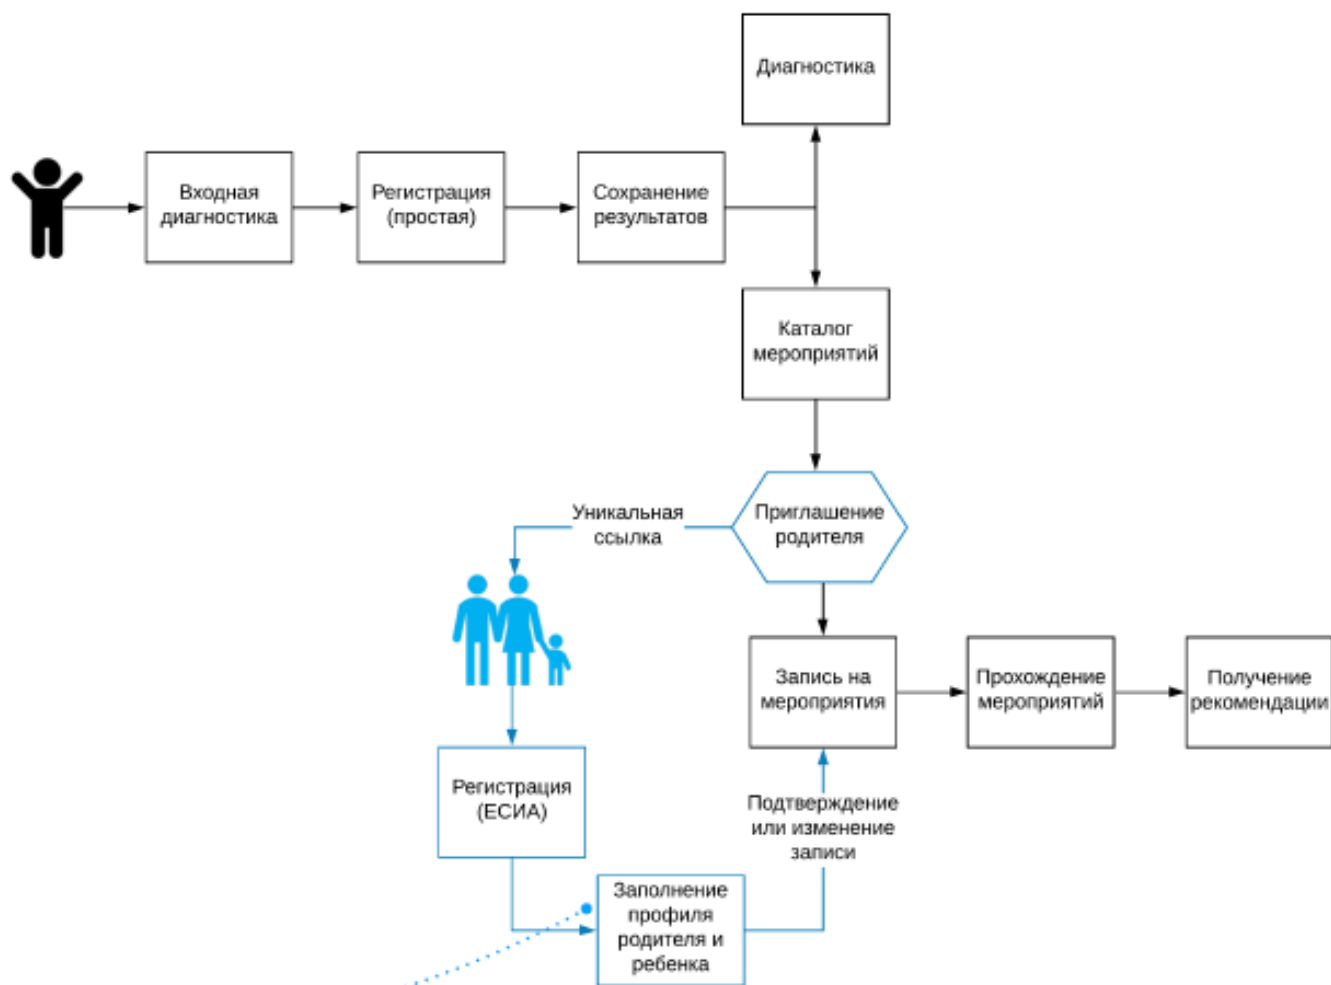 Диагностика
Входная
диагностика
Регистрация
(простая)
Сохранение
результатов
Каталог
мероприятий
Уникальная
ссылка
Приглашение
родителя
Запись на
мероприятия
Прохождение
мероприятий
Получение
рекомендации
Регистрация
(ЕСИА)
Подтверждение
или изменение
записи
Заполнение
профиля
родителя и
ребенка